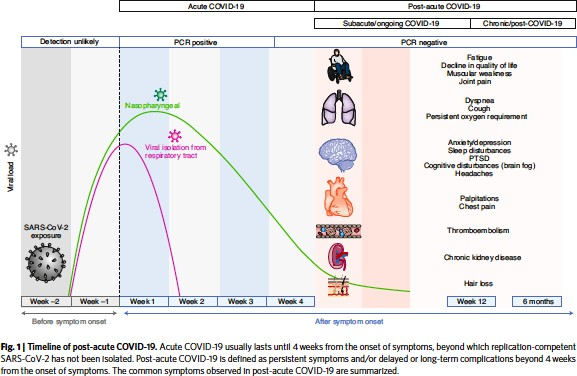 Acute COVID-19
Post-acute COVID-19
Subacute/ongoing COVID-19
Chronic/post-COVID-19
Detection unlikely
PCR positive
PCR negative
Fatigue
Decline in quality of life
Muscular weakness
Joint pain
Nasopharyngeal
Dyspnea
Cough
Persistent oxygen requirement
Viral isolation from
respiratory tract
Viral load
Anxiety/depression
Sleep disturbances
PTSD
Cognitive disturbances (brain fog)
Headaches
Palpitations
Chest pain
SARS-CoV-2
exposure
Thromboembolism
Chronic kidney disease
Hair loss
Week –2
Week –1
Week 1
Week 2
Week 3
Week 4
Week 12
6 months
Before symptom onset
After symptom onset
Fig. 1 | Timeline of post-acute COVID-19. Acute COVID-19 usually lasts until 4 weeks from the onset of symptoms, beyond which replication-competent
SARS-CoV-2 has not been isolated. Post-acute COVID-19 is defined as persistent symptoms and/or delayed or long-term complications beyond 4 weeks
from the onset of symptoms. The common symptoms observed in post-acute COVID-19 are summarized.